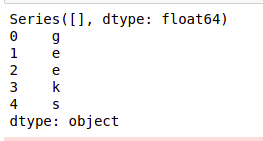 Series([], dtype: float64)
0    g
1    e
2    e
3    k
4    s
dtype: object